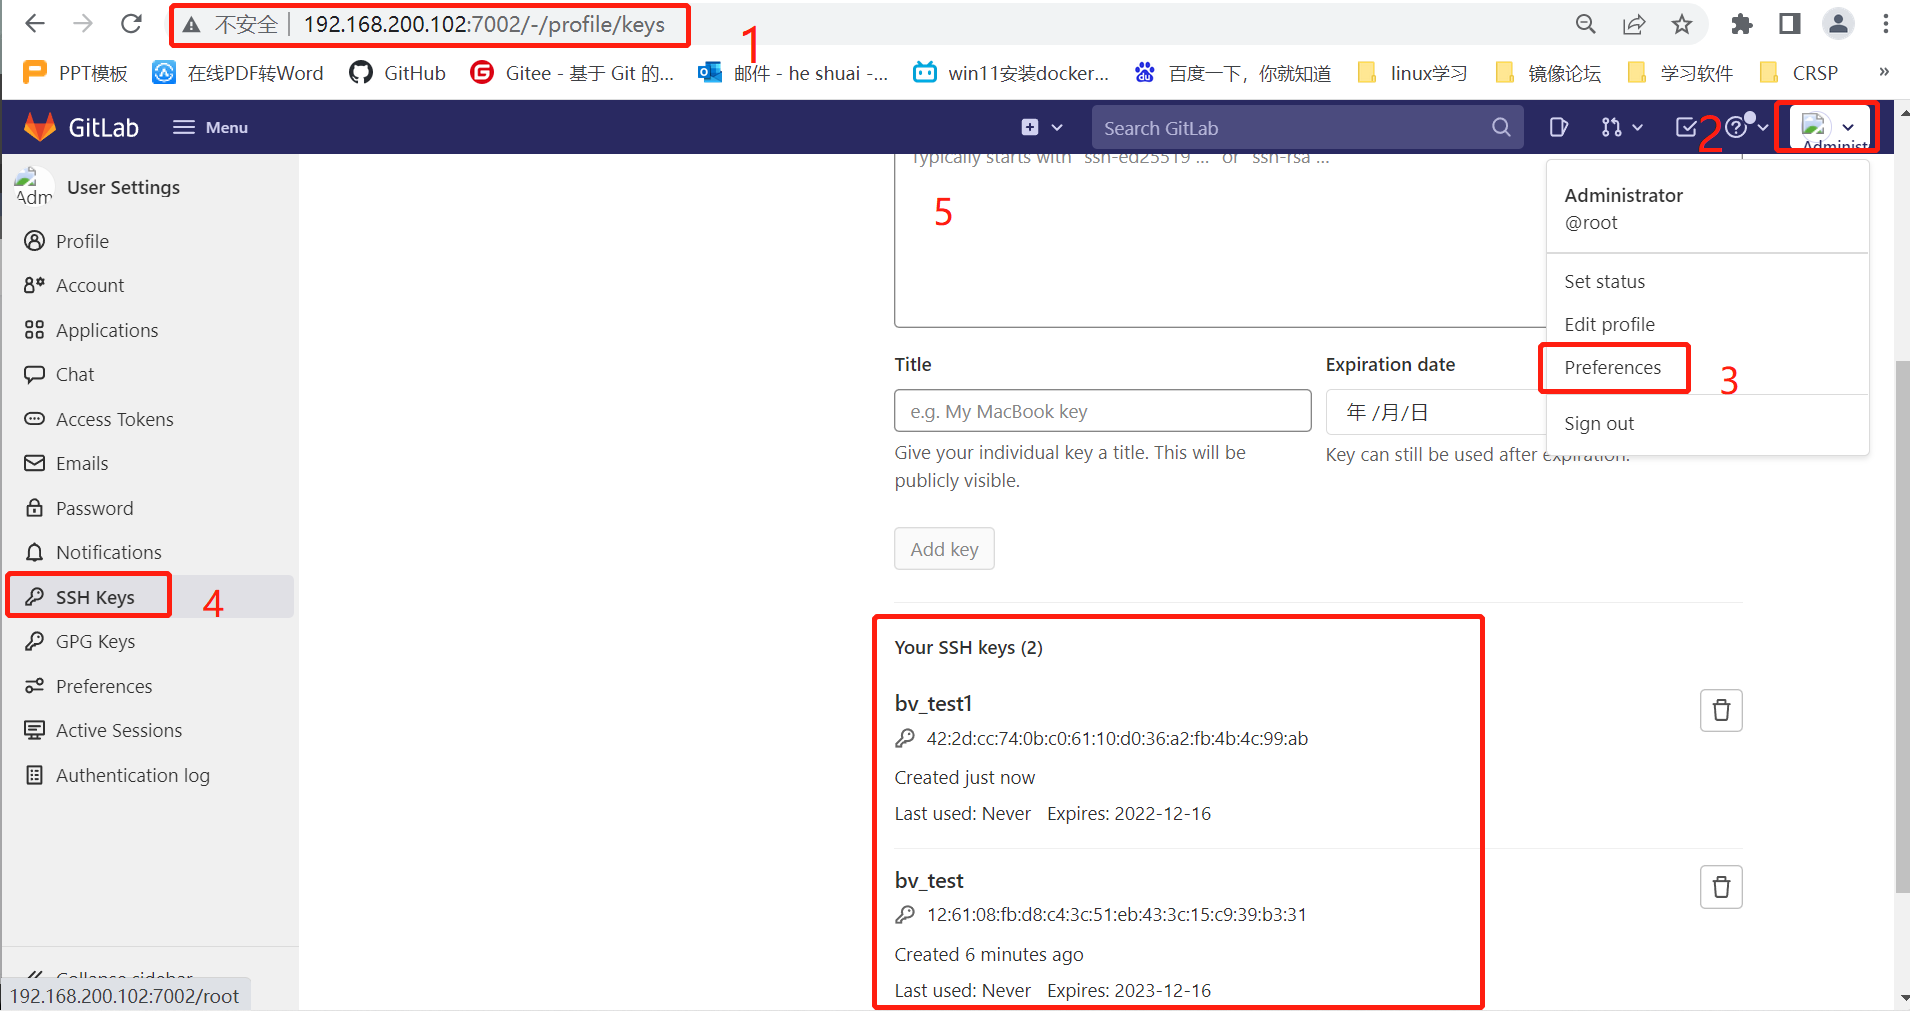 不安全 192.168.200.102:7002/-/profile/keys
1
PPT模板 在线PDF转Word GitHub Gitee - 基于 Git 的... 邮件 - he shuai -... win11安装docker... 百度一下，你就知道 linux学习 镜像论坛 学习软件 CRSP »
GitLab Menu Search GitLab 2 Administ
Typically starts with "ssh-ed25519 ..." or "ssh-rsa ..."
5
Adm User Settings
Profile
Account
Applications
Chat
Access Tokens
Emails
Password
Notifications
SSH Keys 4
GPG Keys
Preferences
Active Sessions
Authentication log
Collapse sidebar
192.168.200.102:7002/root
Administrator
@root
Set status
Edit profile
Preferences 3
Sign out
Title
e.g. My MacBook key
Give your individual key a title. This will be
publicly visible.
Expiration date
年 /月/日
Key can still be used after expiration.
Add key
Your SSH keys (2)
bv_test1
42:2d:cc:74:0b:c0:61:10:d0:36:a2:fb:4b:4c:99:ab
Created just now
Last used: Never Expires: 2022-12-16
bv_test
12:61:08:fb:d8:c4:3c:51:eb:43:3c:15:c9:39:b3:31
Created 6 minutes ago
Last used: Never Expires: 2023-12-16